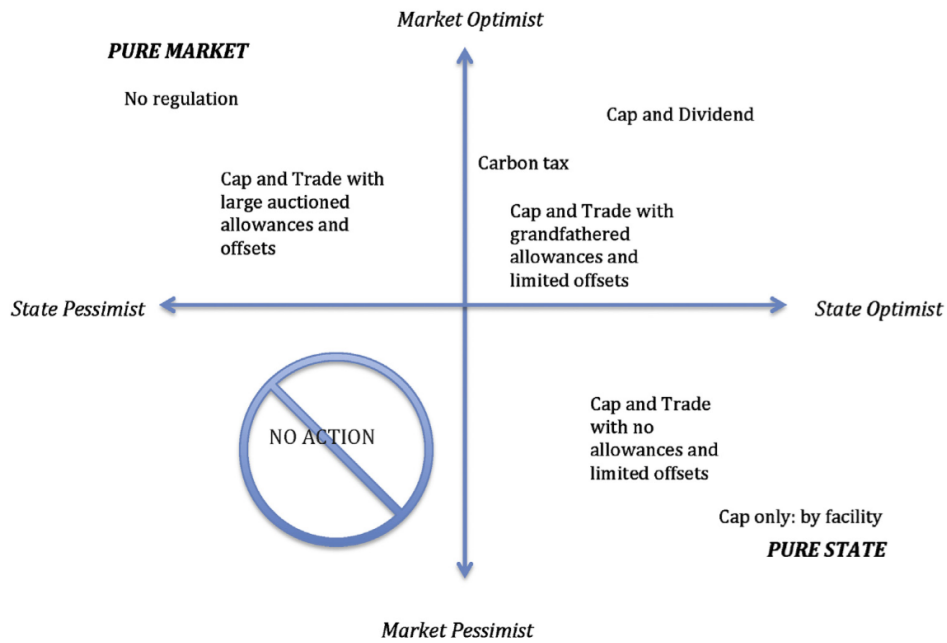 Market Optimist
PURE MARKET
No regulation
Cap and Dividend
Carbon tax
Cap and Trade with
large auctioned
allowances and
offsets
Cap and Trade with
grandfathered
allowances and
limited offsets
State Pessimist
State Optimist
NO ACTION
Cap and Trade
with no
allowances and
limited offsets
Cap only: by facility
PURE STATE
Market Pessimist